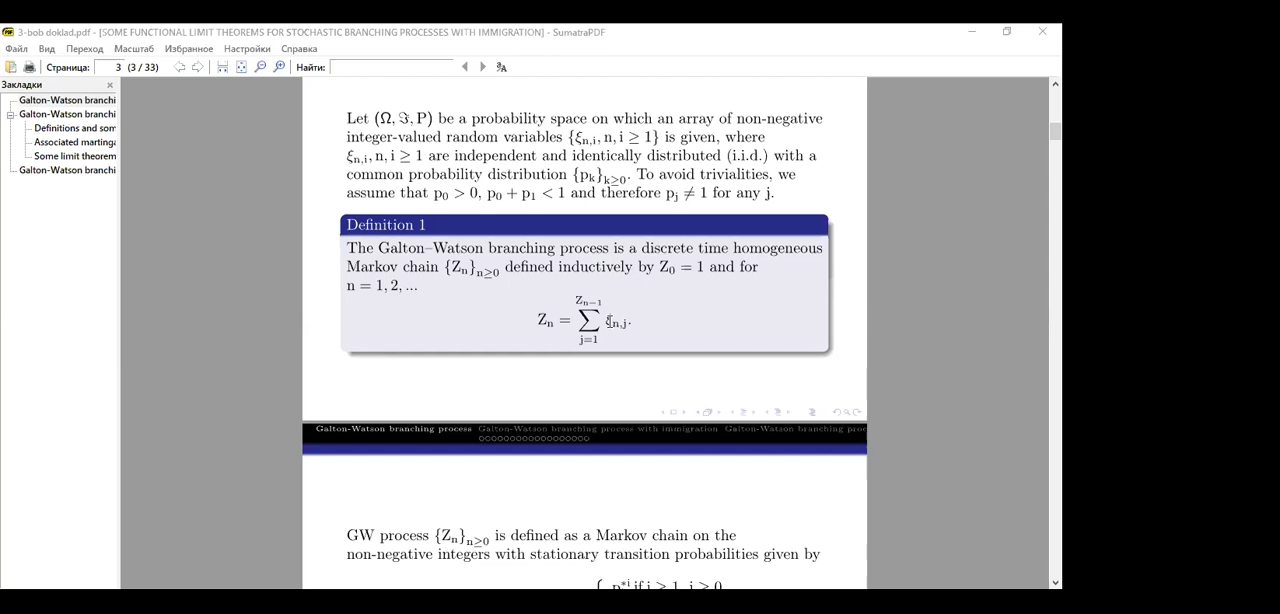 3-bob doklad.pdf - [SOME FUNCTIONAL LIMIT THEOREMS FOR STOCHASTIC BRANCHING PROCESSES WITH IMMIGRATION] - SumatraPDF
Файл Вид Переход Масштаб Избранное Настройки Справка
Страница: 3 (3 / 33) Найти:
Закладки
Galton-Watson branchi
Galton-Watson branchi
Definitions and som
Associated marting
Some limit theorem
Galton-Watson branchi
Let (Ω, ℑ, P) be a probability space on which an array of non-negative
integer-valued random variables {ξn,i, n, i ≥ 1} is given, where
ξn,i, n, i ≥ 1 are independent and identically distributed (i.i.d.) with a
common probability distribution {pk}k≥0. To avoid trivialities, we
assume that p0 > 0, p0 + p1 < 1 and therefore pj ≠ 1 for any j.
Definition 1
The Galton–Watson branching process is a discrete time homogeneous
Markov chain {Zn}n≥0 defined inductively by Z0 = 1 and for
n = 1, 2, ...
Zn = ∑_{j=1}^{Zn−1} ξn,j.
Galton-Watson branching process Galton-Watson branching process with immigration Galton-Watson branching proe
GW process {Zn}n≥0 is defined as a Markov chain on the
non-negative integers with stationary transition probabilities given by